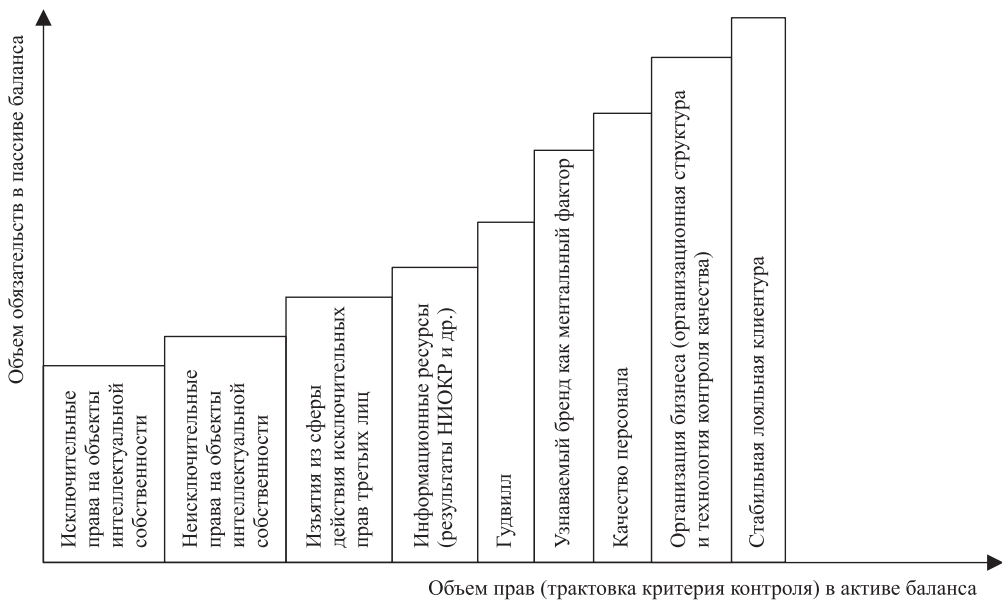 Объем обязательств в пассиве баланса
Исключительные
права на объекты
интеллектуальной
собственности
Неисключительные
права на объекты
интеллектуальной
собственности
Изъятия из сферы
действия исключительных
прав третьих лиц
Информационные ресурсы
(результаты НИОКР и др.)
Гудвилл
Узнаваемый бренд как ментальный фактор
Качество персонала
Организация бизнеса (организационная структура
и технология контроля качества)
Стабильная лояльная клиентура
Объем прав (трактовка критерия контроля) в активе баланса